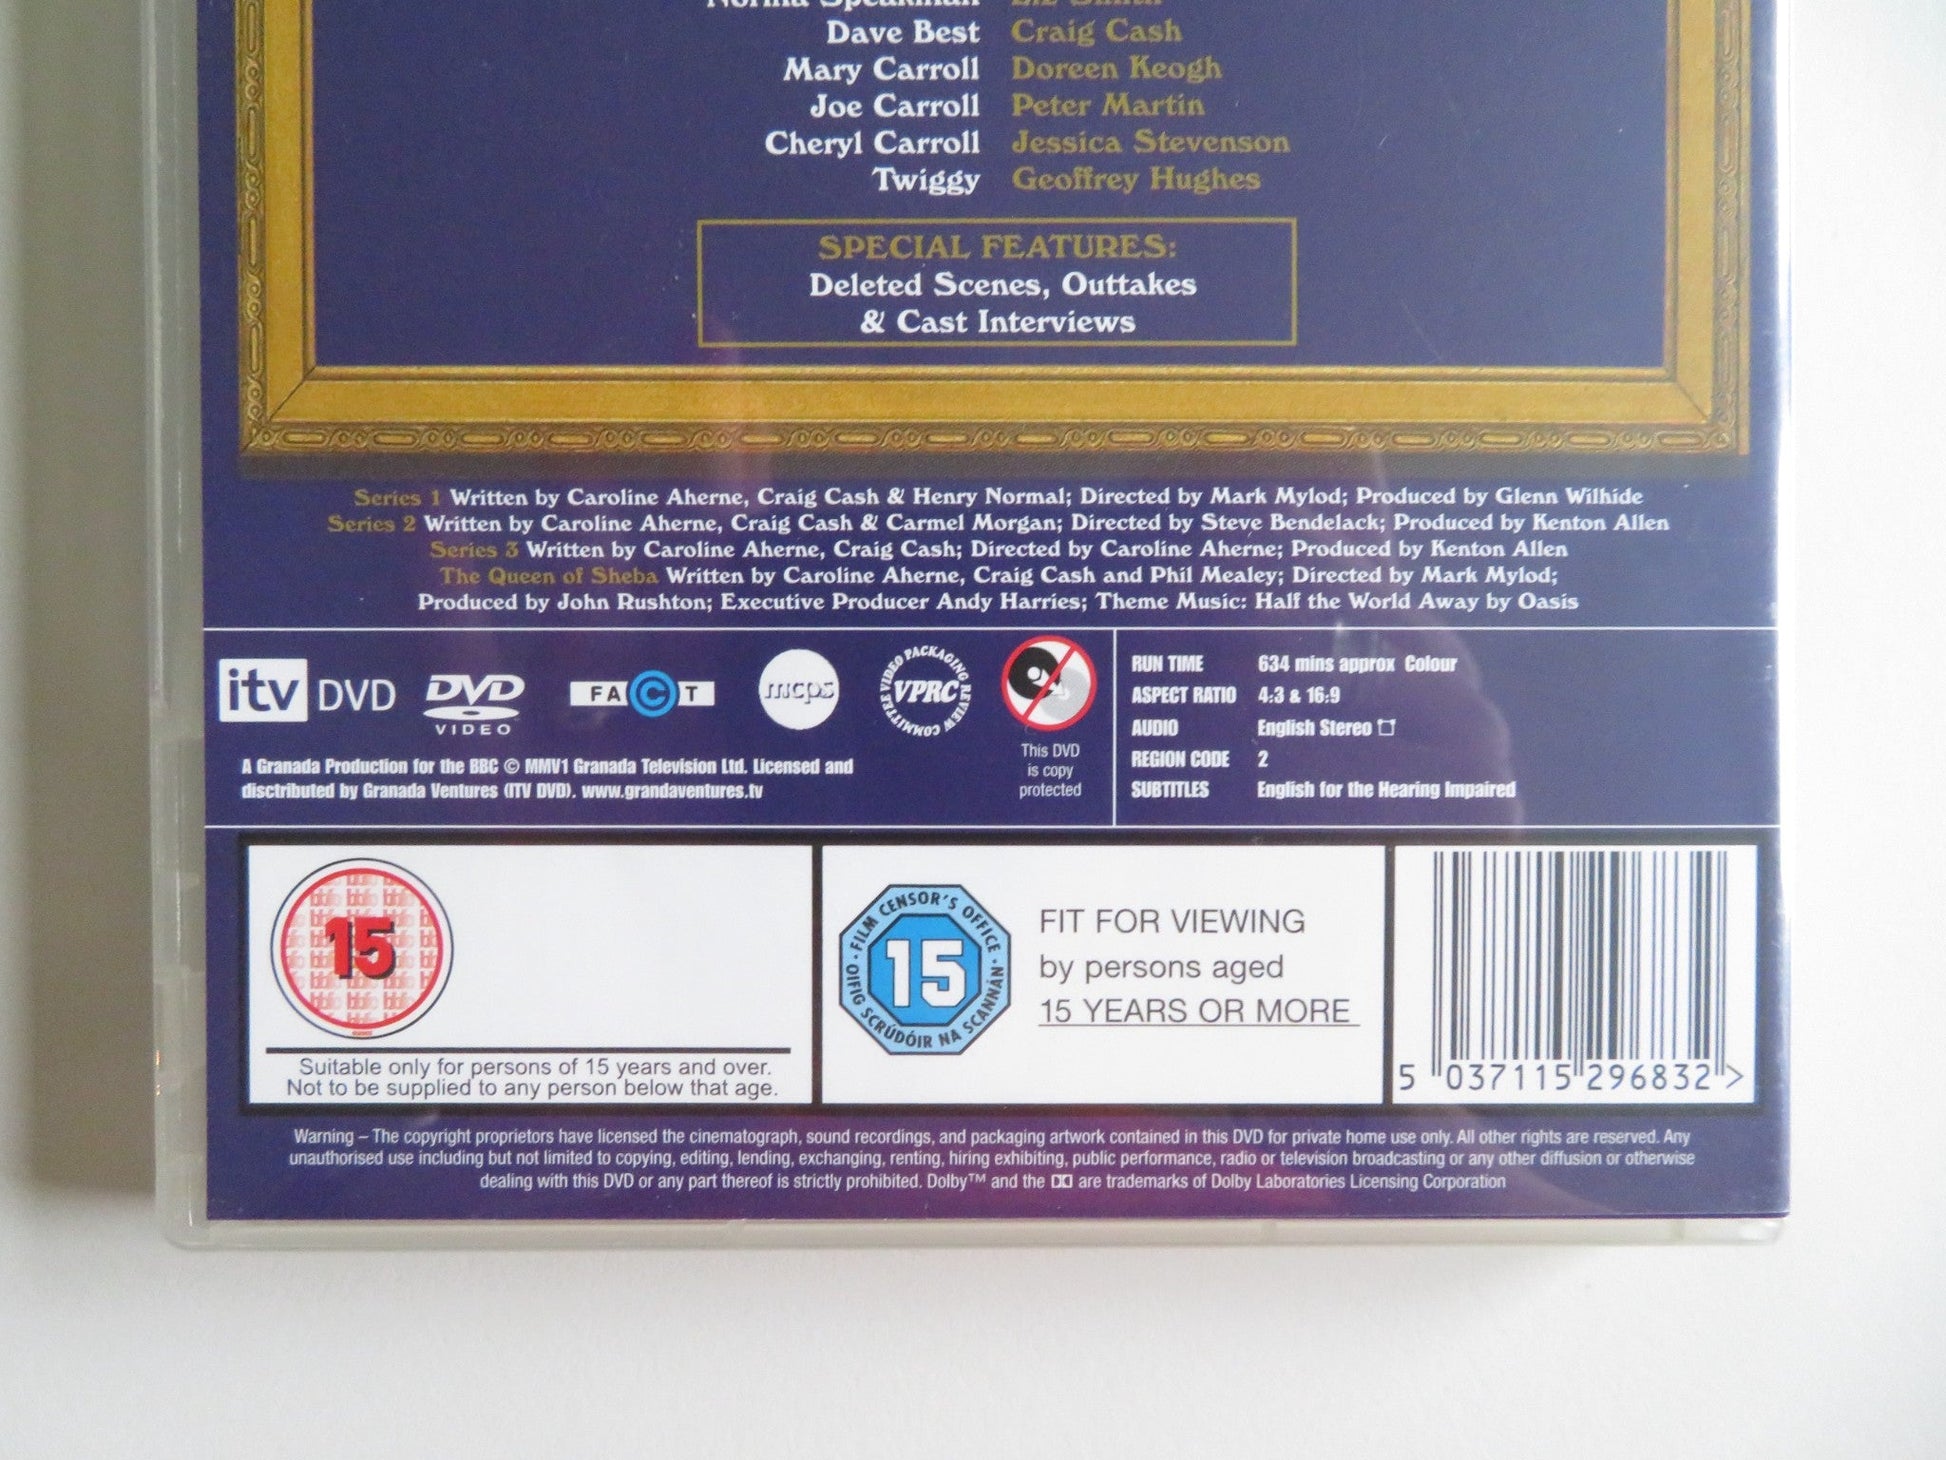 Norma Speakman Liz Smith
Dave Best Craig Cash
Mary Carroll Doreen Keogh
Joe Carroll Peter Martin
Cheryl Carroll Jessica Stevenson
Twiggy Geoffrey Hughes
SPECIAL FEATURES:
Deleted Scenes, Outtakes
& Cast Interviews
Series 1 Written by Caroline Aherne, Craig Cash & Henry Normal; Directed by Mark Mylod; Produced by Glenn Wilhide
Series 2 Written by Caroline Aherne, Craig Cash & Carmel Morgan; Directed by Steve Bendelack; Produced by Kenton Allen
Series 3 Written by Caroline Aherne, Craig Cash; Directed by Caroline Aherne; Produced by Kenton Allen
The Queen of Sheba Written by Caroline Aherne, Craig Cash and Phil Mealey; Directed by Mark Mylod;
Produced by John Rushton; Executive Producer Andy Harries; Theme Music: Half the World Away by Oasis
itv DVD
DVD
VIDEO
FACT
mcps
VIDEO PACKAGING REVIEW COMMITTEE
VPRC
This DVD
is copy
protected
A Granada Production for the BBC © MMV1 Granada Television Ltd. Licensed and
disctributed by Granada Ventures (ITV DVD). www.grandaventures.tv
RUN TIME 634 mins approx Colour
ASPECT RATIO 4:3 & 16:9
AUDIO English Stereo
REGION CODE 2
SUBTITLES English for the Hearing Impaired
15
Suitable only for persons of 15 years and over.
Not to be supplied to any person below that age.
FILM CENSOR'S OFFICE
15
OIFIG SCRÚDÓIR NA SCANNÁN
FIT FOR VIEWING
by persons aged
15 YEARS OR MORE
5 037115 296832 >
Warning – The copyright proprietors have licensed the cinematograph, sound recordings, and packaging artwork contained in this DVD for private home use only. All other rights are reserved. Any
unauthorised use including but not limited to copying, editing, lending, exchanging, renting, hiring exhibiting, public performance, radio or television broadcasting or any other diffusion or otherwise
dealing with this DVD or any part thereof is strictly prohibited. Dolby™ and the are trademarks of Dolby Laboratories Licensing Corporation